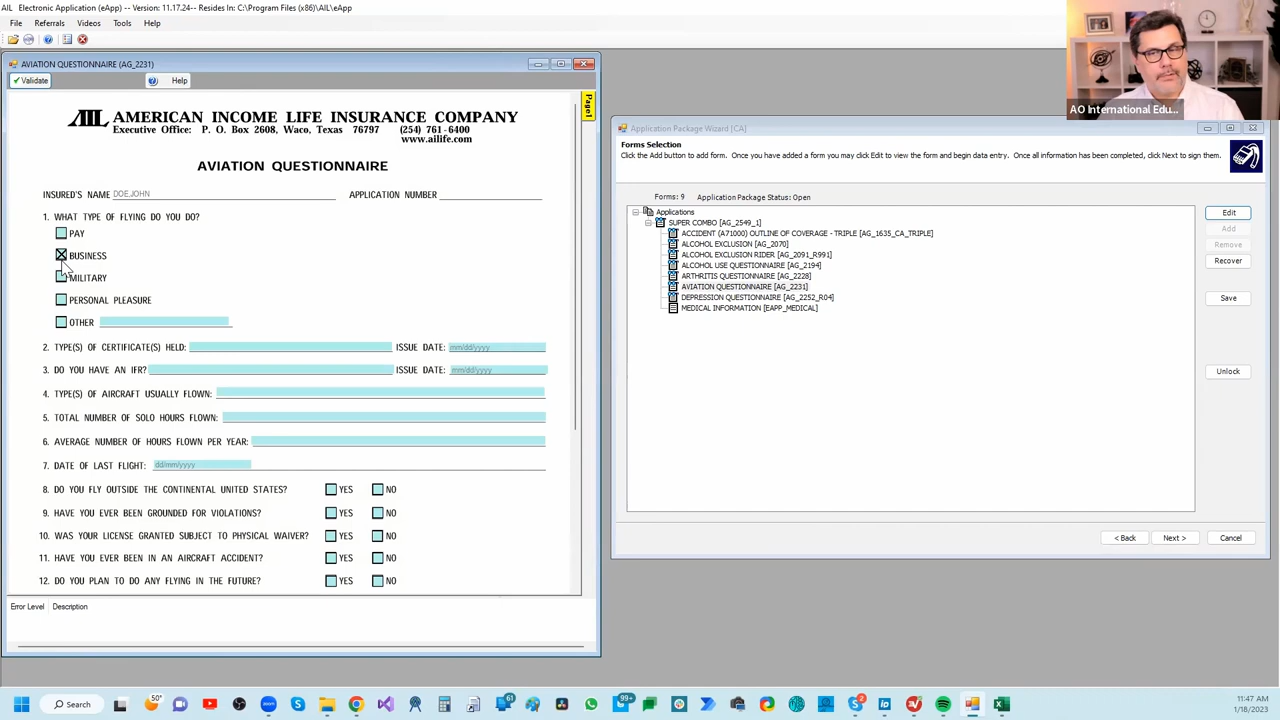 AIL Electronic Application (eApp) -- Version: 11.17.24 -- Resides In: C:\Program Files (x86)\AIL\eApp
File Referrals Videos Tools Help
AVIATION QUESTIONNAIRE (AG_2231)
Validate Help
Page1
AIL AMERICAN INCOME LIFE INSURANCE COMPANY
Executive Office: P. O. Box 2608, Waco, Texas 76797 (254) 761-6400
www.ailife.com
AVIATION QUESTIONNAIRE
INSURED'S NAME DOE,JOHN APPLICATION NUMBER
1. WHAT TYPE OF FLYING DO YOU DO?
PAY
BUSINESS
MILITARY
PERSONAL PLEASURE
OTHER
2. TYPE(S) OF CERTIFICATE(S) HELD: ISSUE DATE: mm/dd/yyyy
3. DO YOU HAVE AN IFR? ISSUE DATE: mm/dd/yyyy
4. TYPE(S) OF AIRCRAFT USUALLY FLOWN:
5. TOTAL NUMBER OF SOLO HOURS FLOWN:
6. AVERAGE NUMBER OF HOURS FLOWN PER YEAR:
7. DATE OF LAST FLIGHT: dd/mm/yyyy
8. DO YOU FLY OUTSIDE THE CONTINENTAL UNITED STATES? YES NO
9. HAVE YOU EVER BEEN GROUNDED FOR VIOLATIONS? YES NO
10. WAS YOUR LICENSE GRANTED SUBJECT TO PHYSICAL WAIVER? YES NO
11. HAVE YOU EVER BEEN IN AN AIRCRAFT ACCIDENT? YES NO
12. DO YOU PLAN TO DO ANY FLYING IN THE FUTURE? YES NO
Error Level Description
AO International Edu...
Application Package Wizard [CA]
Forms Selection
Click the Add button to add form. Once you have added a form you may click Edit to view the form and begin data entry. Once all information has been completed, click Next to sign them.
Forms: 9 Application Package Status: Open
Applications
SUPER COMBO [AG_2549_1]
ACCIDENT (A71000) OUTLINE OF COVERAGE - TRIPLE [AG_1635_CA_TRIPLE]
ALCOHOL EXCLUSION [AG_2070]
ALCOHOL EXCLUSION RIDER [AG_2091_R991]
ALCOHOL USE QUESTIONNAIRE [AG_2194]
ARTHRITIS QUESTIONNAIRE [AG_2228]
AVIATION QUESTIONNAIRE [AG_2231]
DEPRESSION QUESTIONNAIRE [AG_2252_R04]
MEDICAL INFORMATION [EAPP_MEDICAL]
Edit
Add
Remove
Recover
Save
Unlock
< Back Next > Cancel
Search
50°
61
99+
2
11:47 AM
1/18/2023